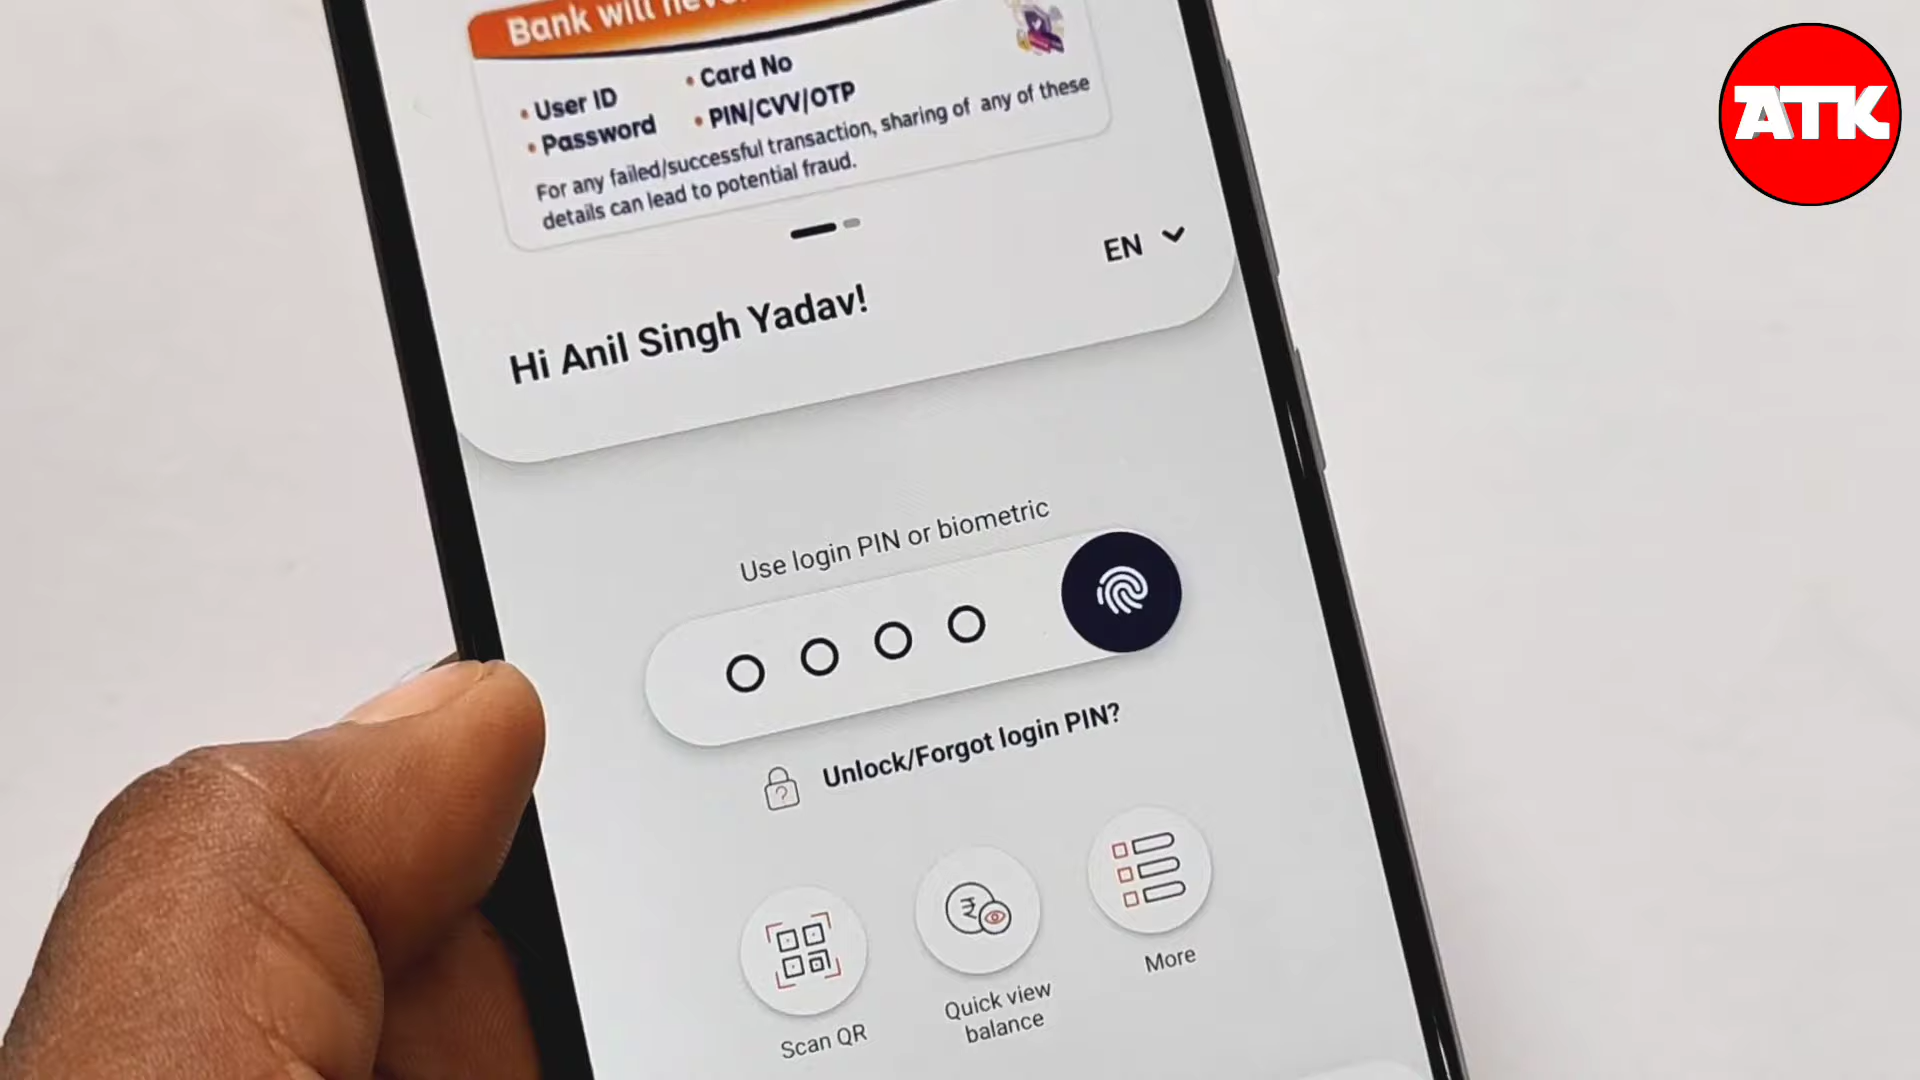 Bank will never
• User ID
• Card No
• Password
• PIN/CVV/OTP
For any failed/successful transaction, sharing of any of these
details can lead to potential fraud.
EN
Hi Anil Singh Yadav!
Use login PIN or biometric
Unlock/Forgot login PIN?
Scan QR
Quick view
balance
More
ATK